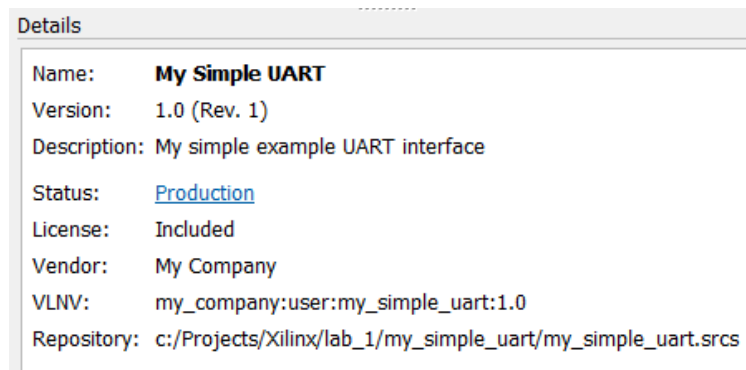 Details
Name: My Simple UART
Version: 1.0 (Rev. 1)
Description: My simple example UART interface
Status: Production
License: Included
Vendor: My Company
VLNV: my_company:user:my_simple_uart:1.0
Repository: c:/Projects/Xilinx/lab_1/my_simple_uart/my_simple_uart.srcs